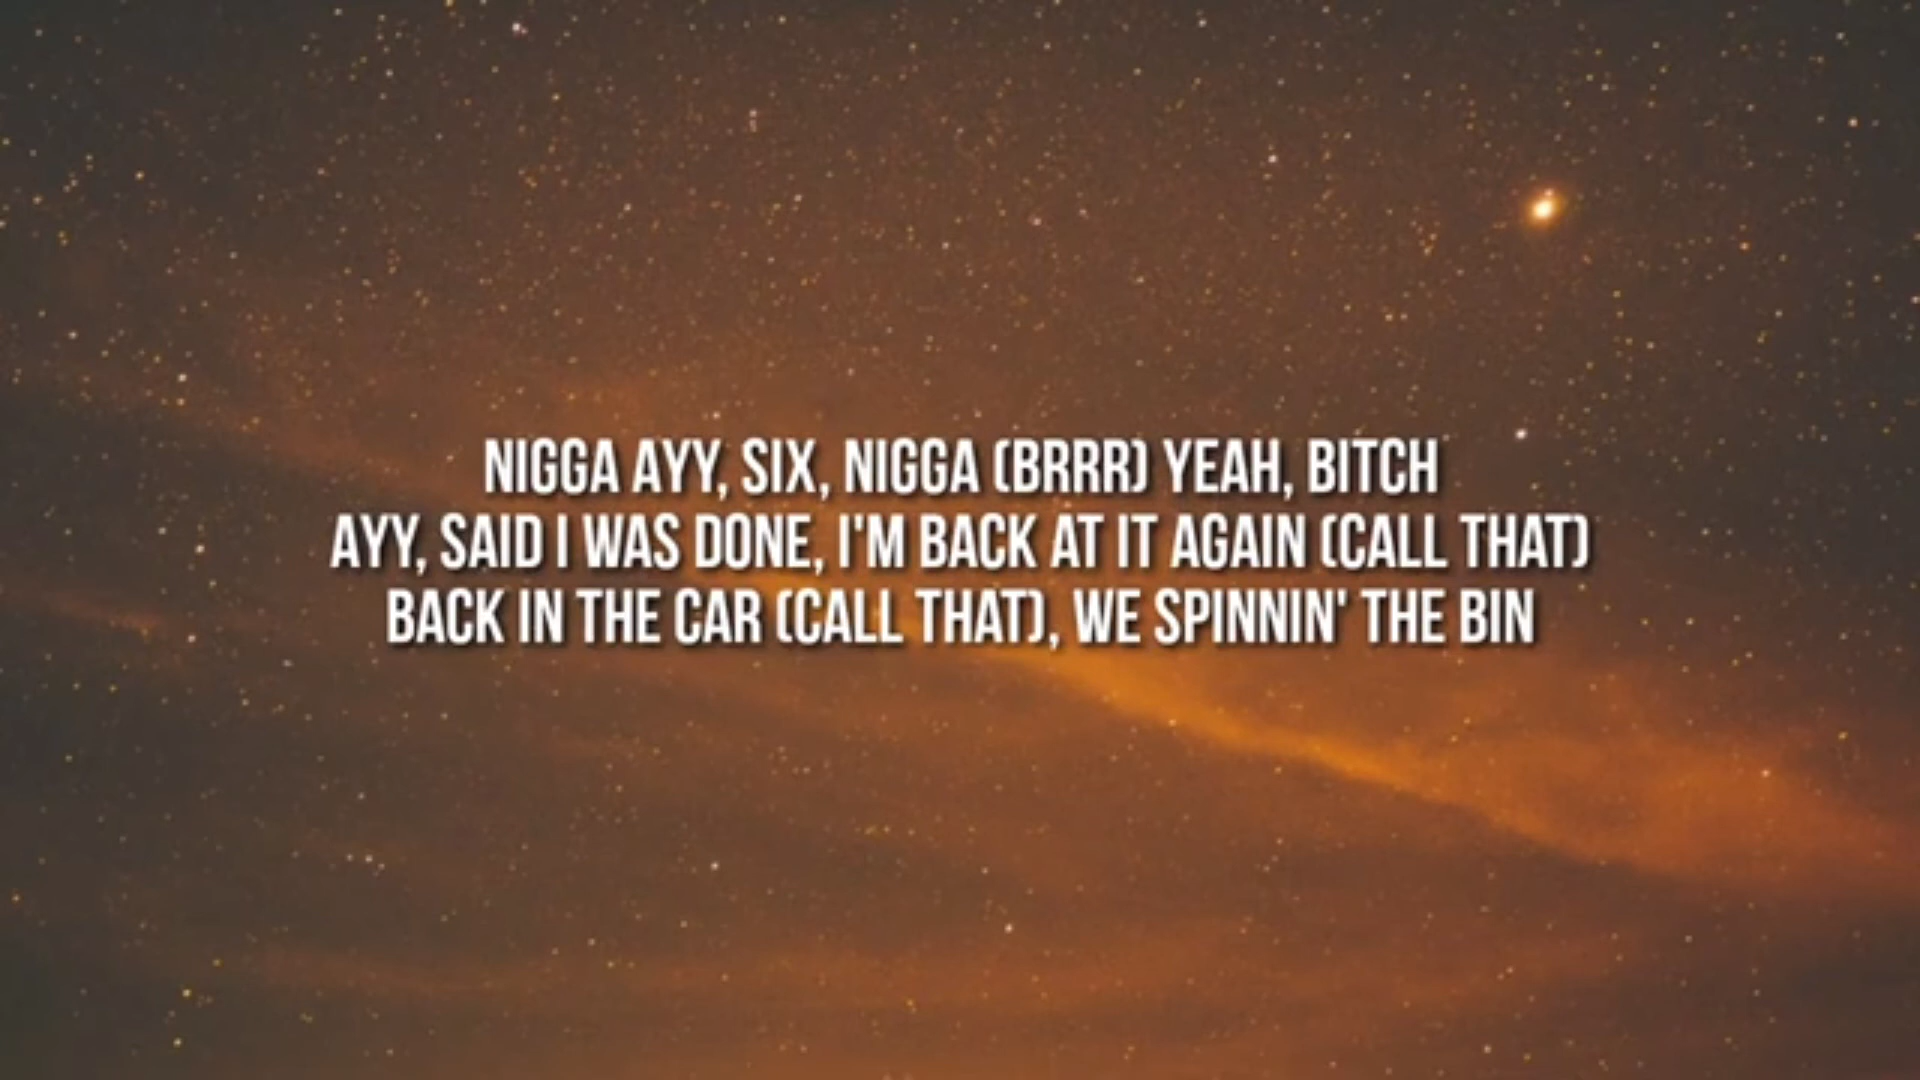 NIGGA AYY, SIX, NIGGA (BRRR) YEAH, BITCH
AYY, SAID I WAS DONE, I'M BACK AT IT AGAIN (CALL THAT)
BACK IN THE CAR (CALL THAT), WE SPINNIN' THE BIN